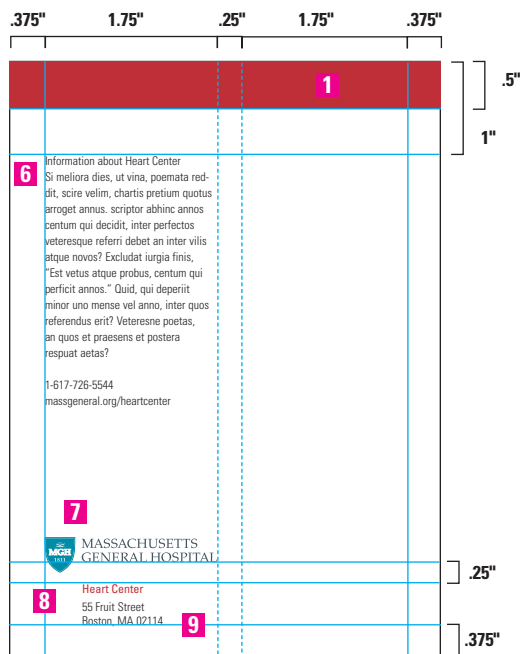 .375" 1.75" .25" 1.75" .375"
1
.5"
1"
6
Information about Heart Center
Si meliora dies, ut vina, poemata red-
dit, scire velim, chartis pretium quotus
arroget annus. scriptor abhinc annos
centum qui decidit, inter perfectos
veteresque referri debet an inter vilis
atque novos? Excludat iurgia finis,
"Est vetus atque probus, centum qui
perficit annos." Quid, qui deperiit
minor uno mense vel anno, inter quos
referendus erit? Veteresne poetas,
an quos et praesens et postera
respuat aetas?
1-617-726-5544
massgeneral.org/heartcenter
7
MGH
1811
MASSACHUSETTS
GENERAL HOSPITAL
.25"
8
Heart Center
55 Fruit Street
Boston, MA 02114
9
.375"